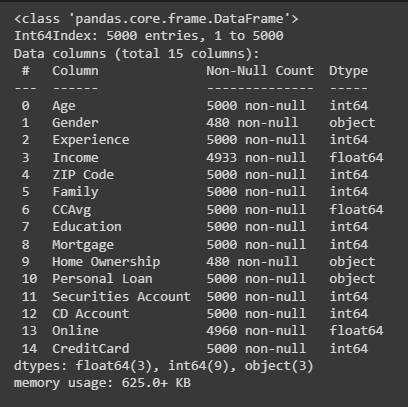 <class 'pandas.core.frame.DataFrame'>
Int64Index: 5000 entries, 1 to 5000
Data columns (total 15 columns):
 #   Column              Non-Null Count  Dtype
---  ------              --------------  -----
 0   Age                 5000 non-null   int64
 1   Gender              480 non-null    object
 2   Experience          5000 non-null   int64
 3   Income              4933 non-null   float64
 4   ZIP Code            5000 non-null   int64
 5   Family              5000 non-null   int64
 6   CCAvg               5000 non-null   float64
 7   Education           5000 non-null   int64
 8   Mortgage            5000 non-null   int64
 9   Home Ownership      480 non-null    object
 10  Personal Loan       5000 non-null   object
 11  Securities Account  5000 non-null   int64
 12  CD Account          5000 non-null   int64
 13  Online              4960 non-null   float64
 14  CreditCard          5000 non-null   int64
dtypes: float64(3), int64(9), object(3)
memory usage: 625.0+ KB